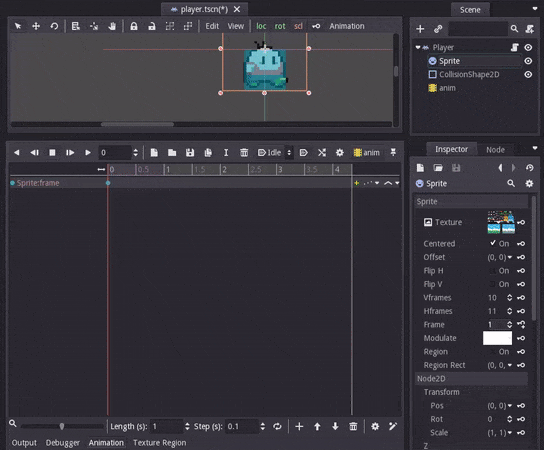 player.tscn(*)
Scene
loc rot scl Animation
Edit View
Player
Sprite
CollisionShape2D
anim
0 Idle anim
0 0.5 1 1.5 2 2.5 3 3.5 4
Sprite:frame
Inspector Node
Sprite
Sprite
Texture
Centered On
Offset (0, 0)
Flip H
Flip V
Vframes 10
Hframes 11
Frame 1
Modulate
Region On
Region Rect (0, 0,
Node2D
Transform
Pos (0, 0)
Rot 0
Scale (1, 1)
Z
Length (s): 1 Step (s): 0.1
Output Debugger Animation Texture Region